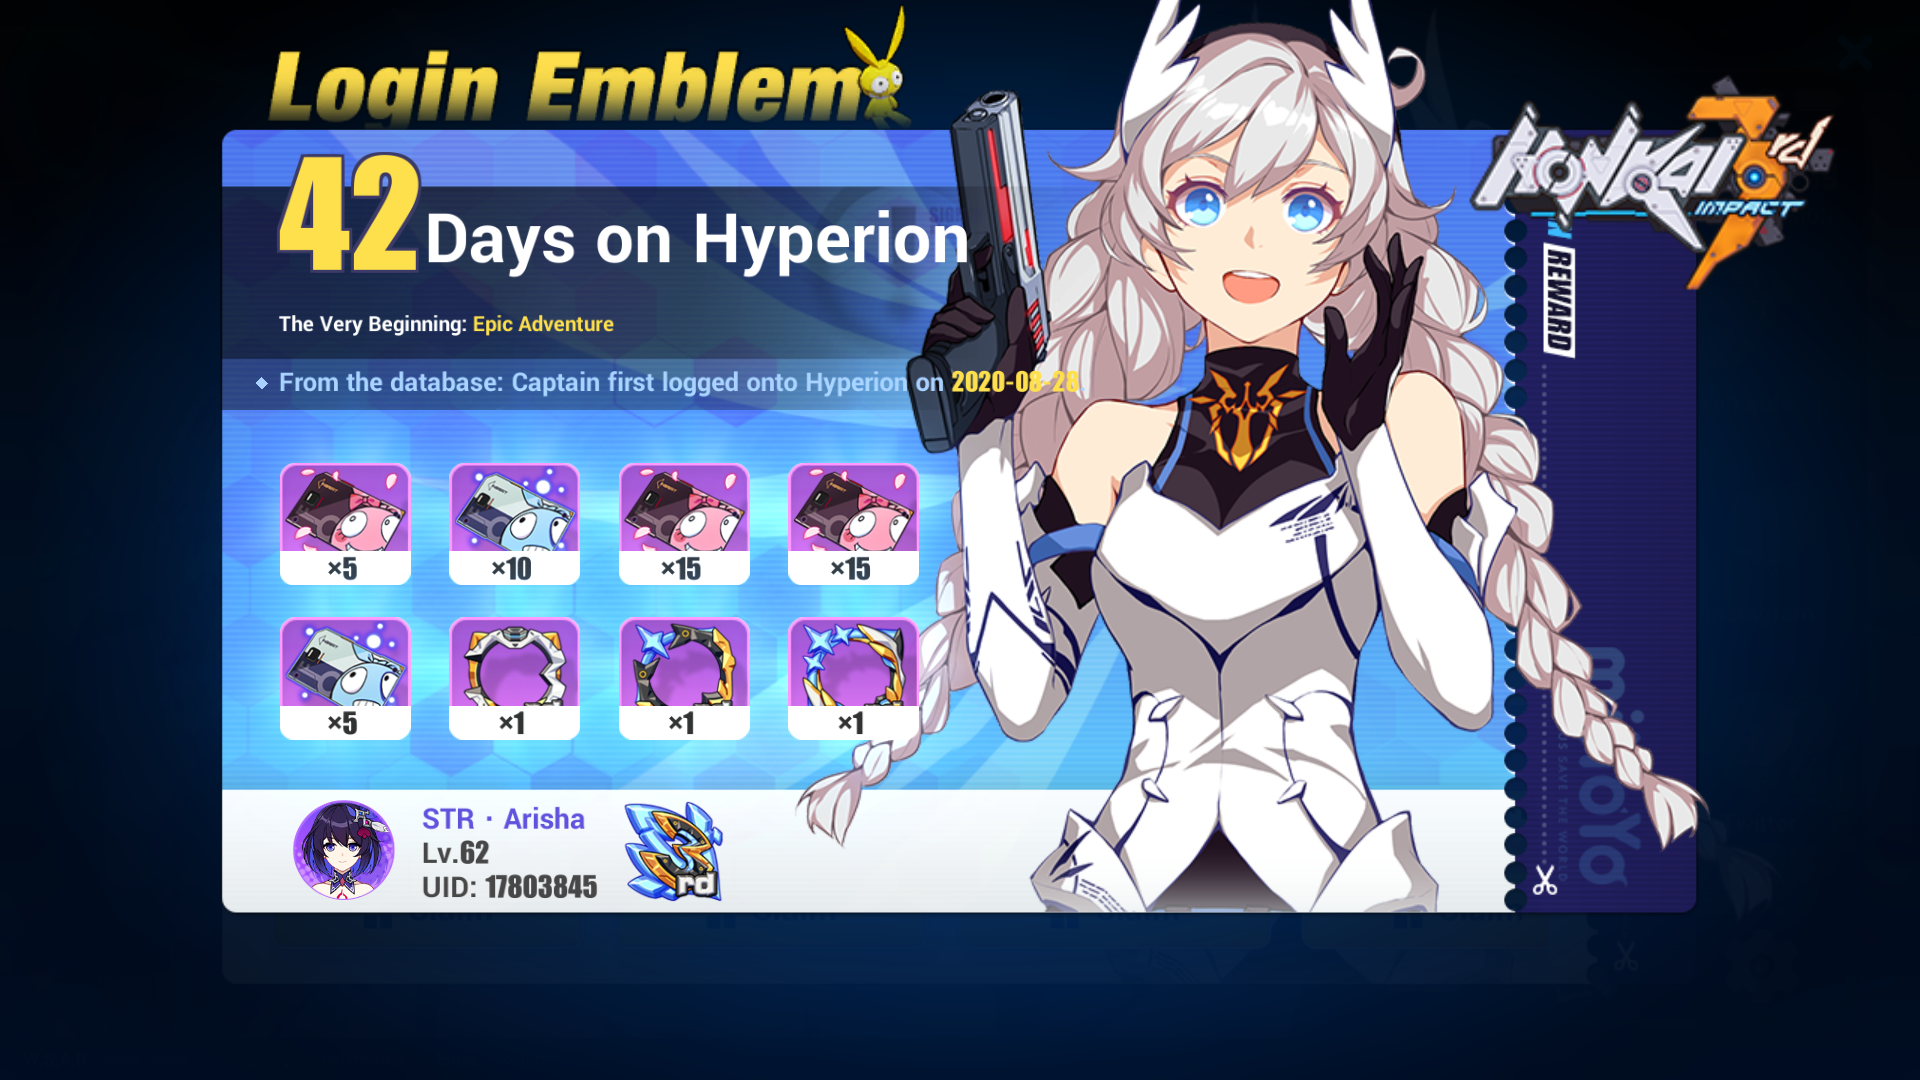 Login Emblem
HONKAI 3rd
IMPACT
42 Days on Hyperion
REWARD
The Very Beginning: Epic Adventure
From the database: Captain first logged onto Hyperion on 2020-08-28
×5
×10
×15
×15
×5
×1
×1
×1
STR · Arisha
Lv.62
UID: 17803845
3rd
miHoYo